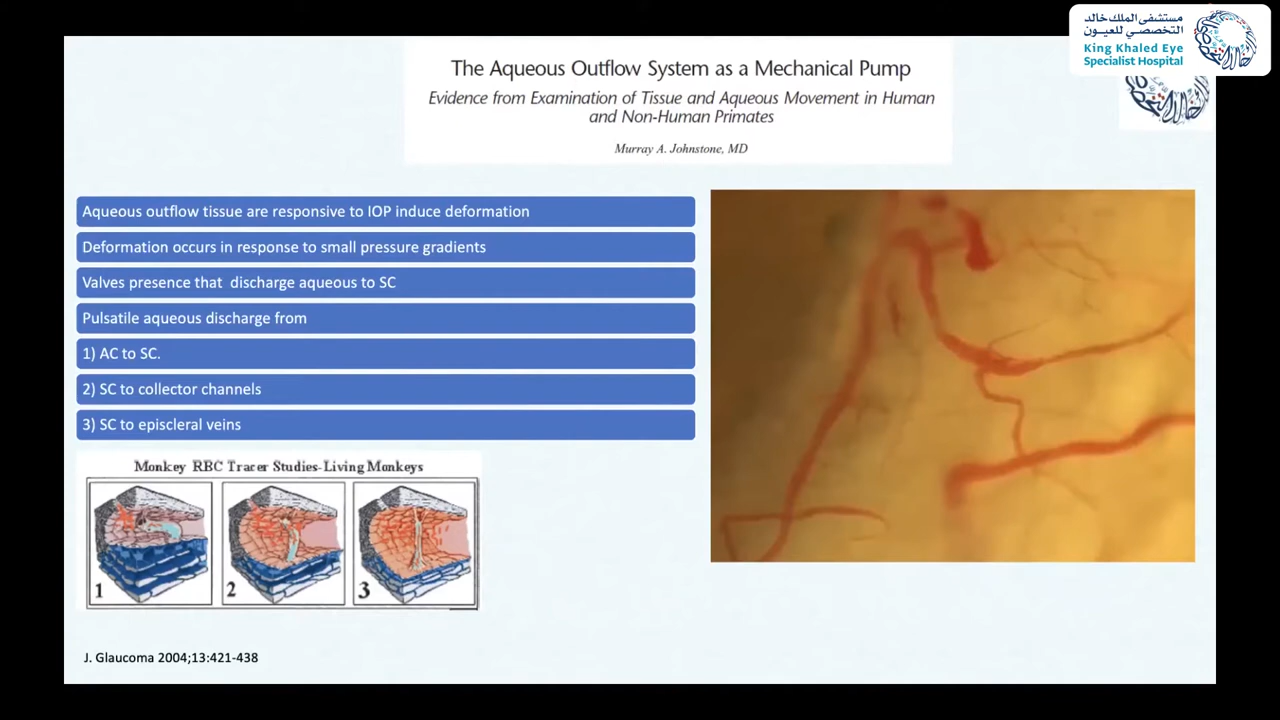 مستشفى الملك خالد
التخصصي للعيون
King Khaled Eye
Specialist Hospital
The Aqueous Outflow System as a Mechanical Pump
Evidence from Examination of Tissue and Aqueous Movement in Human
and Non-Human Primates
Murray A. Johnstone, MD
Aqueous outflow tissue are responsive to IOP induce deformation
Deformation occurs in response to small pressure gradients
Valves presence that  discharge aqueous to SC
Pulsatile aqueous discharge from
1) AC to SC.
2) SC to collector channels
3) SC to episcleral veins
Monkey RBC Tracer Studies-Living Monkeys
1
2
3
J. Glaucoma 2004;13:421-438